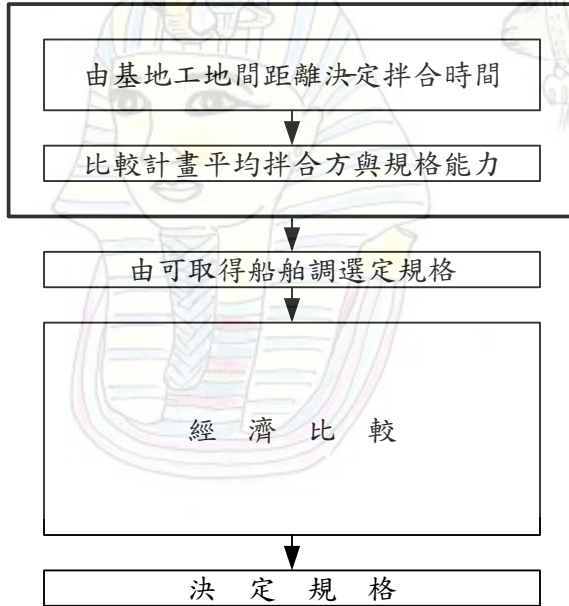 由基地工地間距離決定拌合時間
比較計畫平均拌合方與規格能力
由可取得船舶調選定規格
經濟比較
決定規格